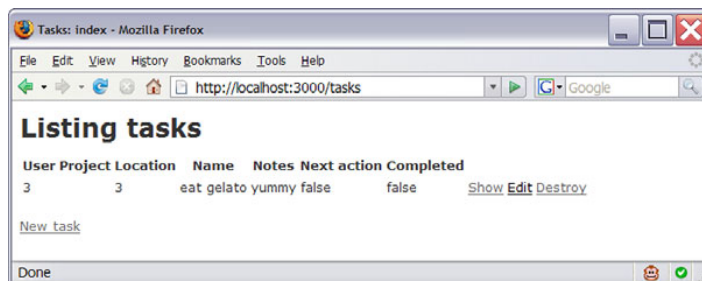 Tasks: index - Mozilla Firefox
File Edit View History Bookmarks Tools Help
http://localhost:3000/tasks G Google
Listing tasks
User Project Location Name Notes Next action Completed
3 3 eat gelato yummy false false Show Edit Destroy
New task
Done